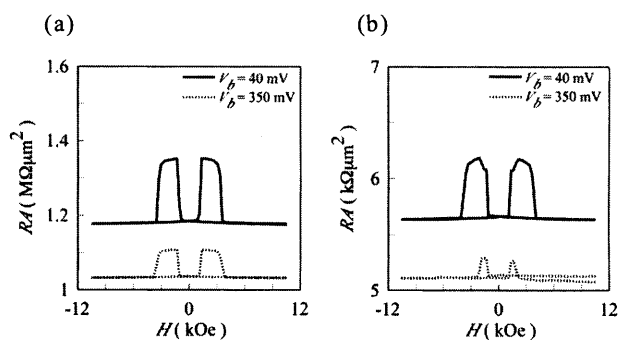 (a)
RA ( MΩμm²)
1.6
1.4
1.2
1
V_b = 40 mV
V_b = 350 mV
-12 0 12
H ( kOe )
(b)
RA ( kΩμm²)
7
6
5
V_b = 40 mV
V_b = 350 mV
-12 0 12
H ( kOe )